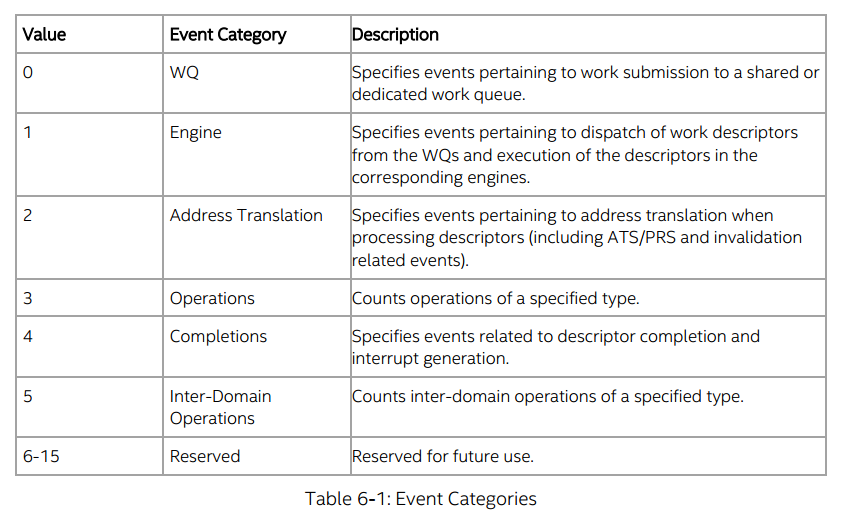 Value Event Category Description
0 WQ Specifies events pertaining to work submission to a shared or
dedicated work queue.
1 Engine Specifies events pertaining to dispatch of work descriptors
from the WQs and execution of the descriptors in the
corresponding engines.
2 Address Translation Specifies events pertaining to address translation when
processing descriptors (including ATS/PRS and invalidation
related events).
3 Operations Counts operations of a specified type.
4 Completions Specifies events related to descriptor completion and
interrupt generation.
5 Inter-Domain Counts inter-domain operations of a specified type.
Operations
6-15 Reserved Reserved for future use.
Table 6-1: Event Categories